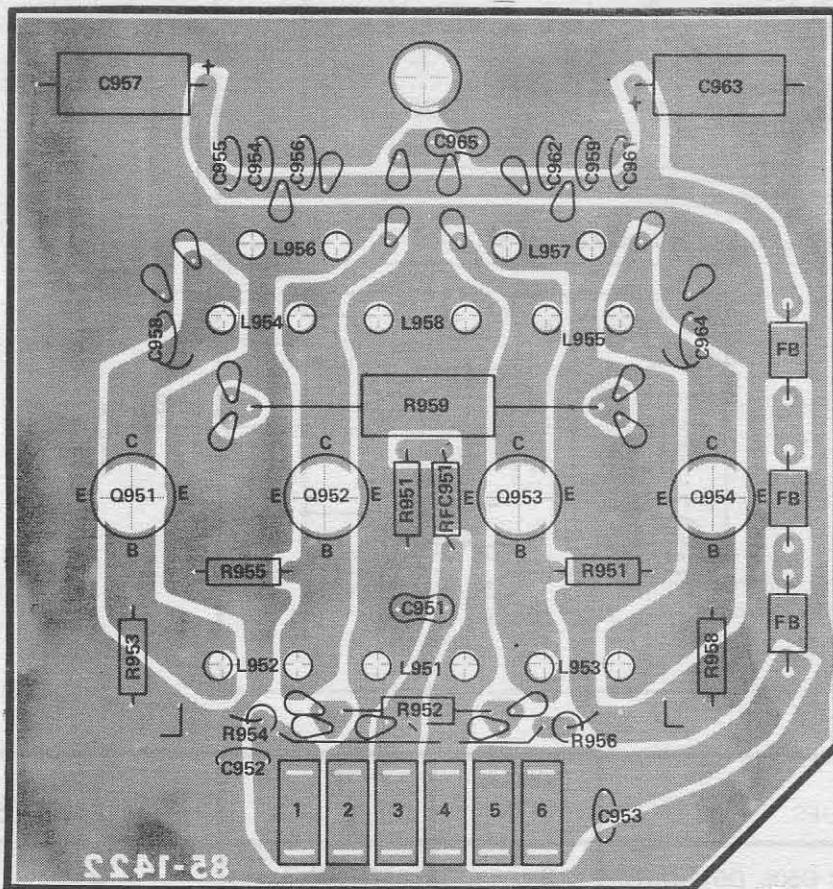 C957
+
C963
+
C955
C954
C956
C965
C962
C959
C961
L956
L957
C958
L954
L958
L955
C964
FB
R959
C
C
C
C
E
Q951
E
E
Q952
E
R951
RFC951
E
Q953
E
E
Q954
E
FB
B
B
B
B
R955
R951
C951
R953
R958
FB
L952
L951
L953
R954
R952
R956
C952
1
2
3
4
5
6
C953
85-1422